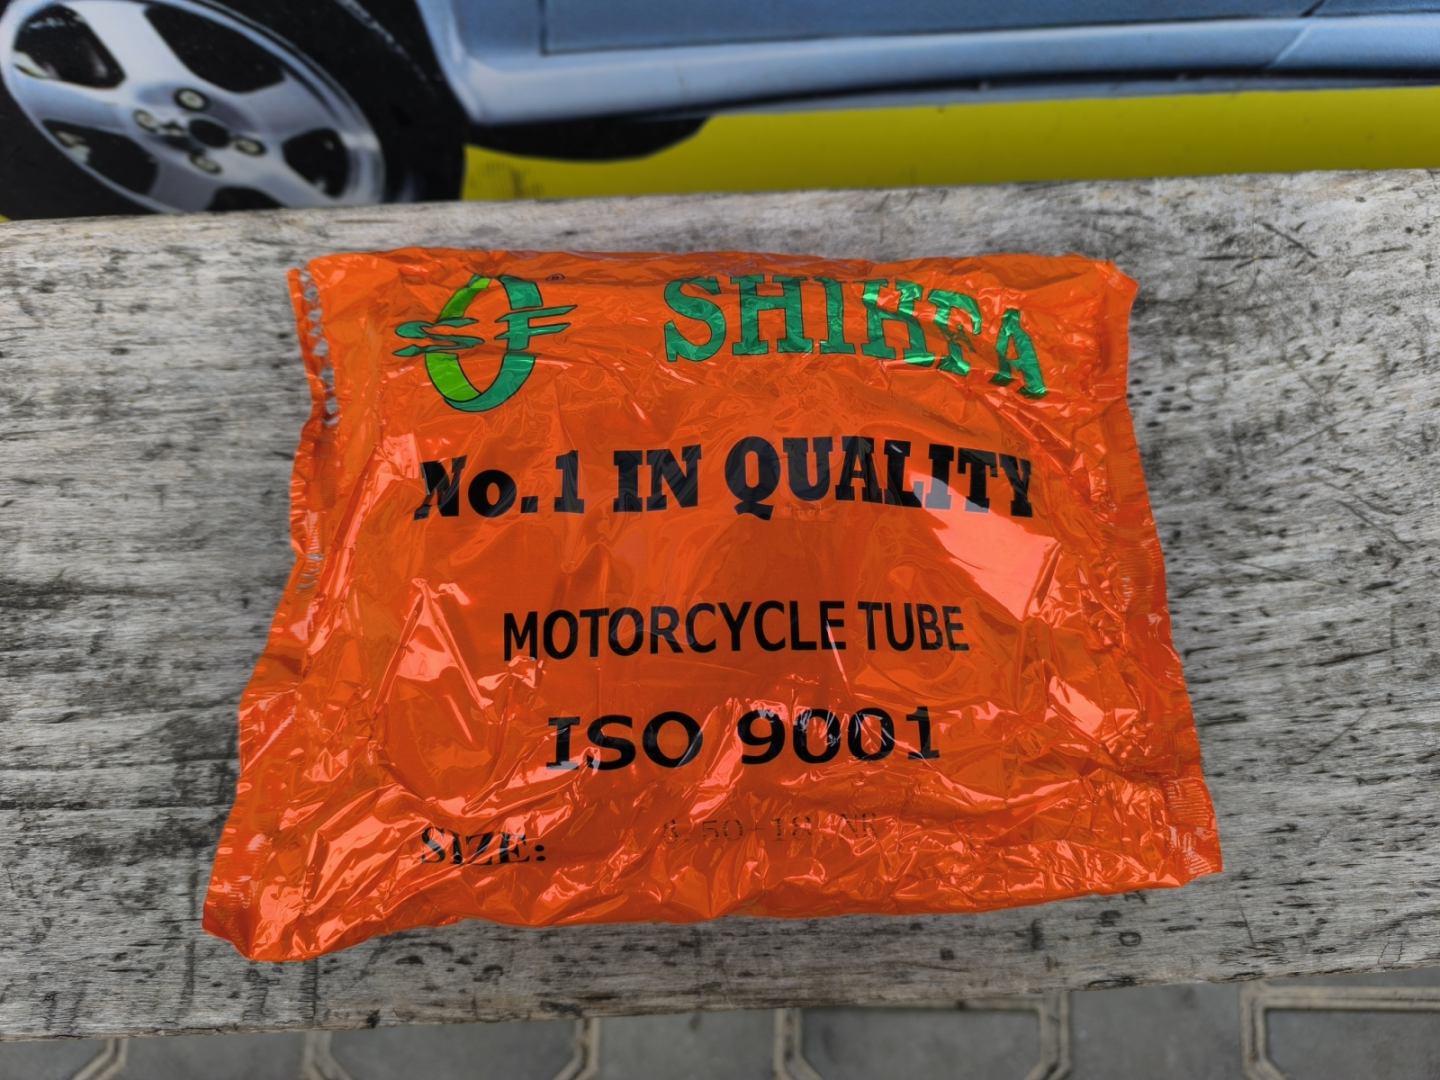 SF®
SHIHFA
No.1 IN QUALITY
MOTORCYCLE TUBE
ISO 9001
SIZE: